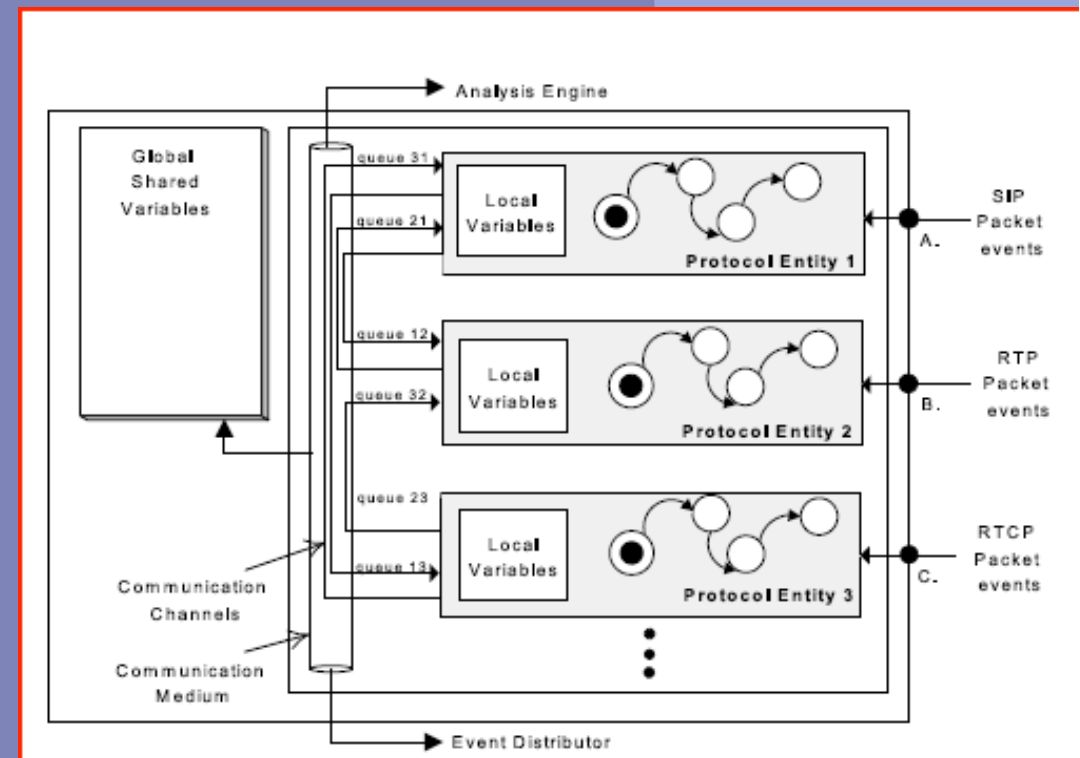 Analysis Engine
Global
Shared
Variables
queue 31
Local
Variables
queue 21
Protocol Entity 1
A.
SIP
Packet
events
queue 12
Local
Variables
queue 32
Protocol Entity 2
B.
RTP
Packet
events
queue 23
Local
Variables
queue 13
Protocol Entity 3
C.
RTCP
Packet
events
Communication
Channels
Communication
Medium
Event Distributor